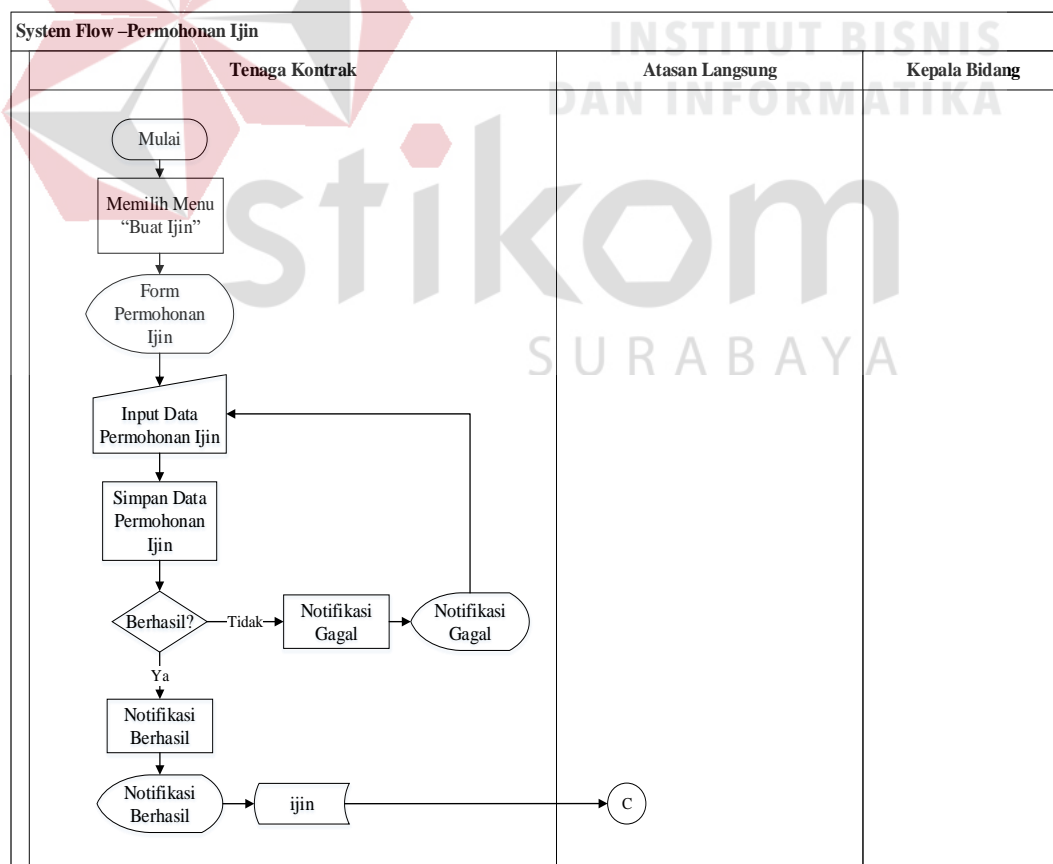 INSTITUT BISNIS
DAN INFORMATIKA
stikom
SURABAYA
System Flow –Permohonan Ijin
Tenaga Kontrak
Atasan Langsung
Kepala Bidang
Mulai
Memilih Menu
“Buat Ijin”
Form
Permohonan
Ijin
Input Data
Permohonan Ijin
Simpan Data
Permohonan
Ijin
Berhasil?
Tidak
Notifikasi
Gagal
Notifikasi
Gagal
Ya
Notifikasi
Berhasil
Notifikasi
Berhasil
ijin
C